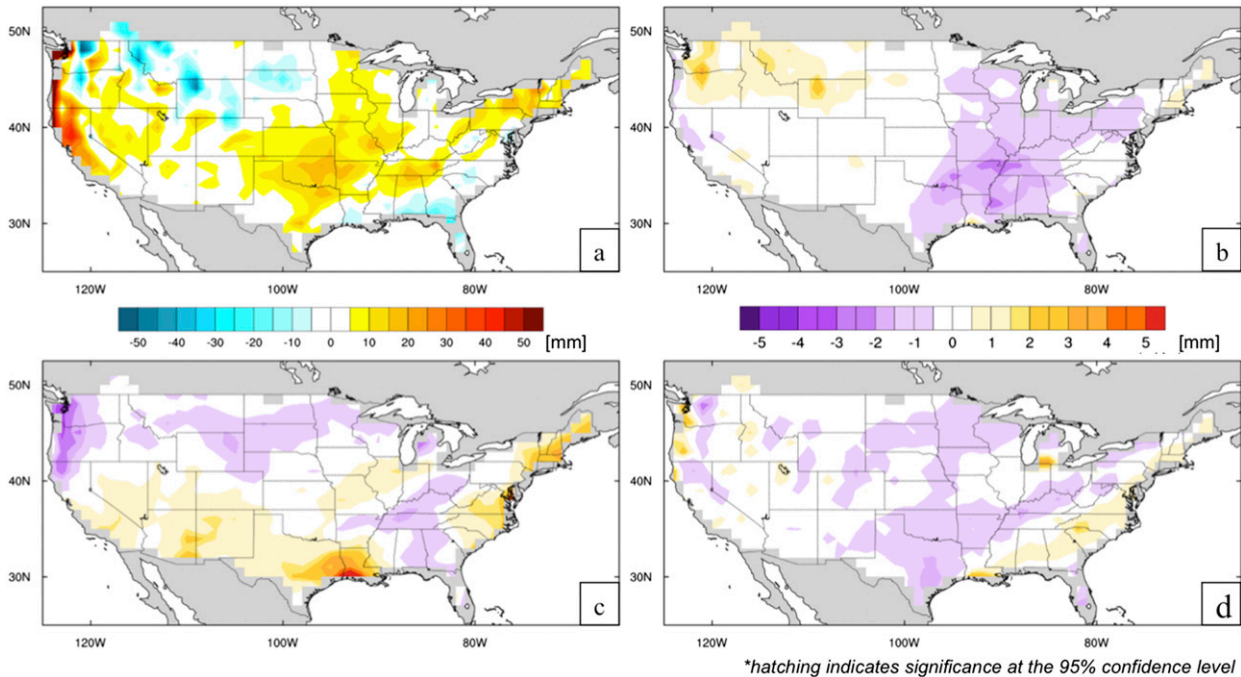 50N
40N
30N
120W 100W 80W
a
50N
40N
30N
120W 100W 80W
b
-50 -40 -30 -20 -10 0 10 20 30 40 50 [mm]
-5 -4 -3 -2 -1 0 1 2 3 4 5 [mm]
50N
40N
30N
120W 100W 80W
c
50N
40N
30N
120W 100W 80W
d
*hatching indicates significance at the 95% confidence level